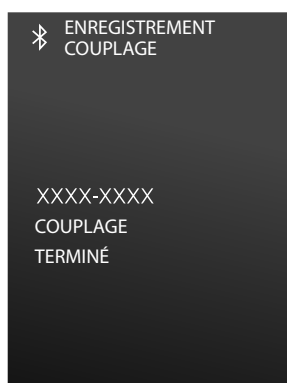 ENREGISTREMENT
COUPLAGE
XXXX-XXXX
COUPLAGE
TERMINÉ